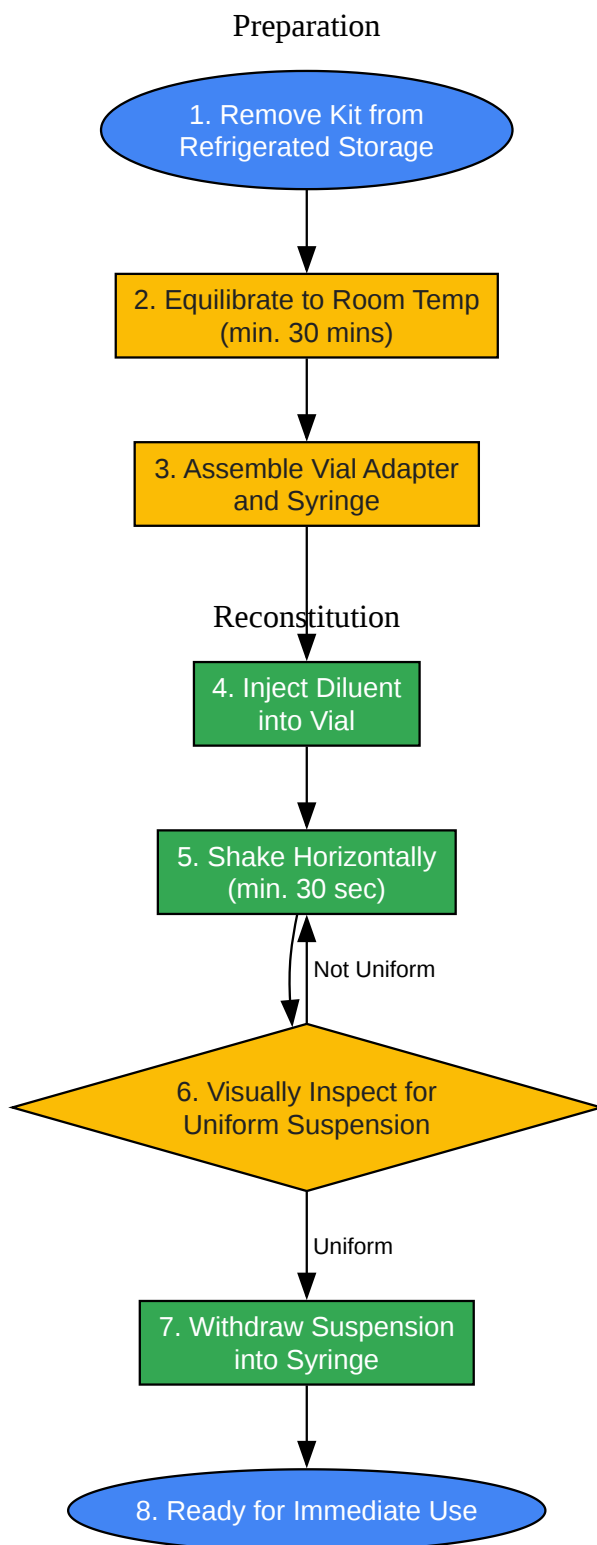 Preparation
1. Remove Kit from
Refrigerated Storage
2. Equilibrate to Room Temp
(min. 30 mins)
3. Assemble Vial Adapter
and Syringe
Reconstitution
4. Inject Diluent
into Vial
5. Shake Horizontally
(min. 30 sec)
Not Uniform
6. Visually Inspect for
Uniform Suspension
Uniform
7. Withdraw Suspension
into Syringe
8. Ready for Immediate Use